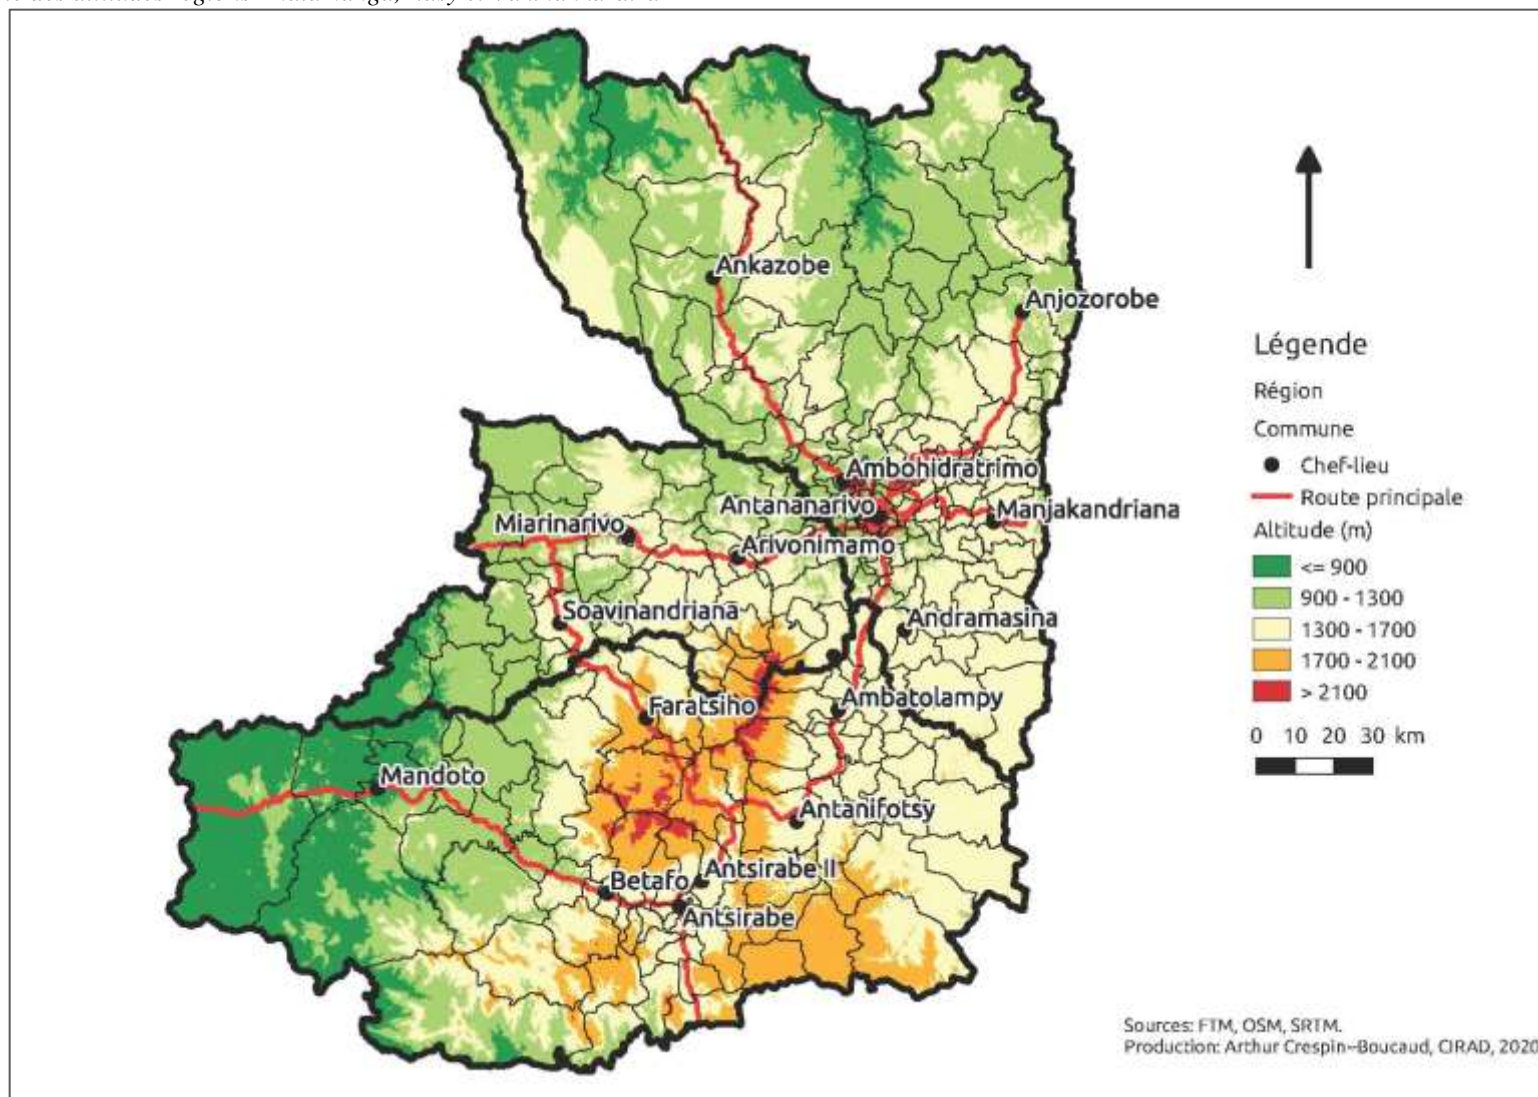 Ankazobe
Anjozorobe
Ambohidratrimo
Antananarivo
Manjakandriana
Miarinarivo
Arivonimamo
Soavinandriana
Andramasina
Faratsiho
Ambatolampy
Mandoto
Antanifotsy
Betafo
Antsirabe II
Antsirabe
Légende
Région
Commune
Chef-lieu
Route principale
Altitude (m)
<= 900
900 - 1300
1300 - 1700
1700 - 2100
> 2100
0 10 20 30 km
Sources: FTM, OSM, SRTM.
Production: Arthur Crespin--Boucaud, CIRAD, 2020